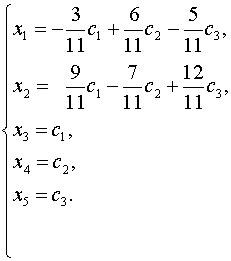 x₁ = −3/11 c₁ + 6/11 c₂ − 5/11 c₃,
x₂ = 9/11 c₁ − 7/11 c₂ + 12/11 c₃,
x₃ = c₁,
x₄ = c₂,
x₅ = c₃.